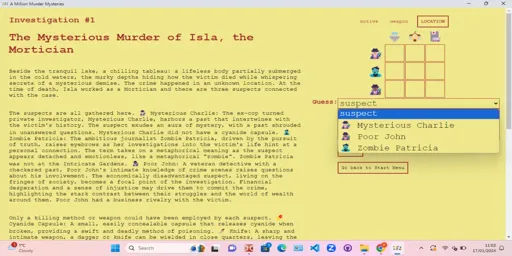 A Million Murder Mysteries
Investigation #1
motive
weapon
LOCATION
The Mysterious Murder of Isla, the
Mortician
Beside the tranquil lake, a chilling tableau: a lifeless body partially submerged
in the cold waters, the murky depths hiding how the victim died while whispering
secrets of a mysterious demise. The crime happened in an unknown location. At the
time of death, Isla worked as a Mortician and there are three suspects connected
with the case.
The suspects are all gathered here. Mysterious Charlie: The ex-cop turned
private investigator, Mysterious Charlie, harbors a past that intertwines with
the victim's history. The suspect exudes an aura of mystery, with a past shrouded
in unanswered questions. Mysterious Charlie did not have a cyanide capsule.
Zombie Patricia: The ambitious journalist Zombie Patricia, driven by the pursuit
of truth, raises eyebrows as her investigations into the victim's life hint at a
personal connection. The term takes on a metaphorical meaning as the suspect
appears detached and emotionless, like a metaphorical "zombie". Zombie Patricia
was not at the Intricate Gardens. Poor John: A veteran detective with a
checkered past, Poor John's intimate knowledge of crime scenes raises questions
about his involvement. The economically disadvantaged suspect, living on the
fringes of society, becomes a focal point of the investigation. Financial
desperation and a sense of injustice may drive them to commit the crime,
highlighting the stark contrast between their struggles and the world of wealth
around them. Poor John had a business rivalry with the victim.
Only a killing method or weapon could have been employed by each suspect.
Cyanide Capsule: A small, easily concealable capsule that releases cyanide when
broken, providing a swift and deadly method of poisoning. Knife: A sharp and
intimate weapon, a dagger or knife can be wielded in close quarters, leaving the
Guess:
suspect
suspect
Mysterious Charlie
Poor John
Zombie Patricia
Go back to Start Menu
9°C
Cloudy
Search
17/01/2024